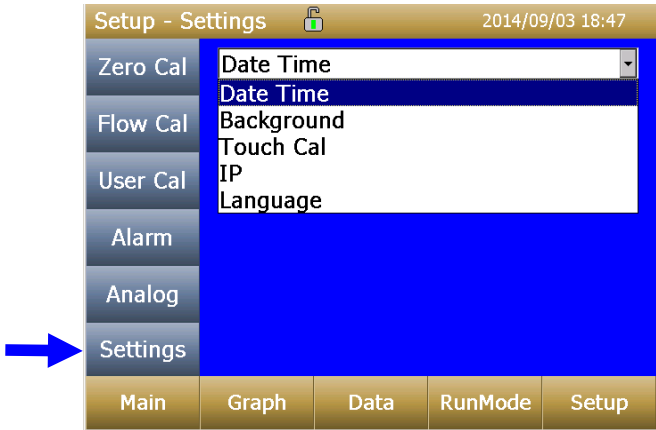 Setup - Settings 2014/09/03 18:47
Zero Cal
Flow Cal
User Cal
Alarm
Analog
Settings
Date Time
Date Time
Background
Touch Cal
IP
Language
Main Graph Data RunMode Setup